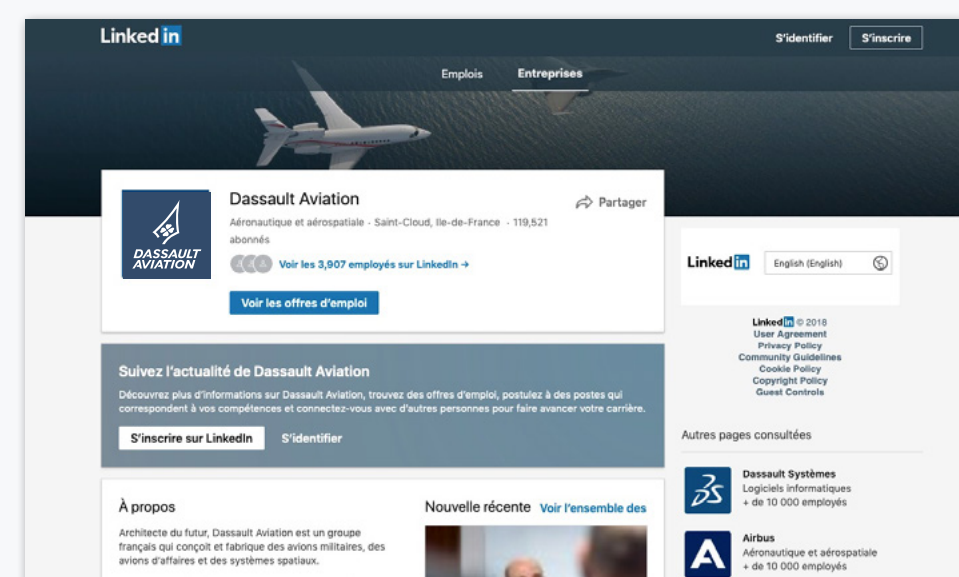 Linked in
S'identifier
S'inscrire
Emplois
Entreprises
DASSAULT
AVIATION
Dassault Aviation
Partager
Aéronautique et aérospatiale - Saint-Cloud, Ile-de-France - 119,521
abonnés
Voir les 3,907 employés sur LinkedIn →
Voir les offres d'emploi
Suivez l'actualité de Dassault Aviation
Découvrez plus d'informations sur Dassault Aviation, trouvez des offres d'emploi, postulez à des postes qui
correspondent à vos compétences et connectez-vous avec d'autres personnes pour faire avancer votre carrière.
S'inscrire sur LinkedIn
S'identifier
À propos
Architecte du futur, Dassault Aviation est un groupe
français qui conçoit et fabrique des avions militaires, des
avions d'affaires et des systèmes spatiaux.
Nouvelle récente Voir l'ensemble des
Linked in
English (English)
Linked in © 2018
User Agreement
Privacy Policy
Community Guidelines
Cookie Policy
Copyright Policy
Guest Controls
Autres pages consultées
Dassault Systèmes
Logiciels informatiques
+ de 10 000 employés
Airbus
Aéronautique et aérospatiale
+ de 10 000 employés